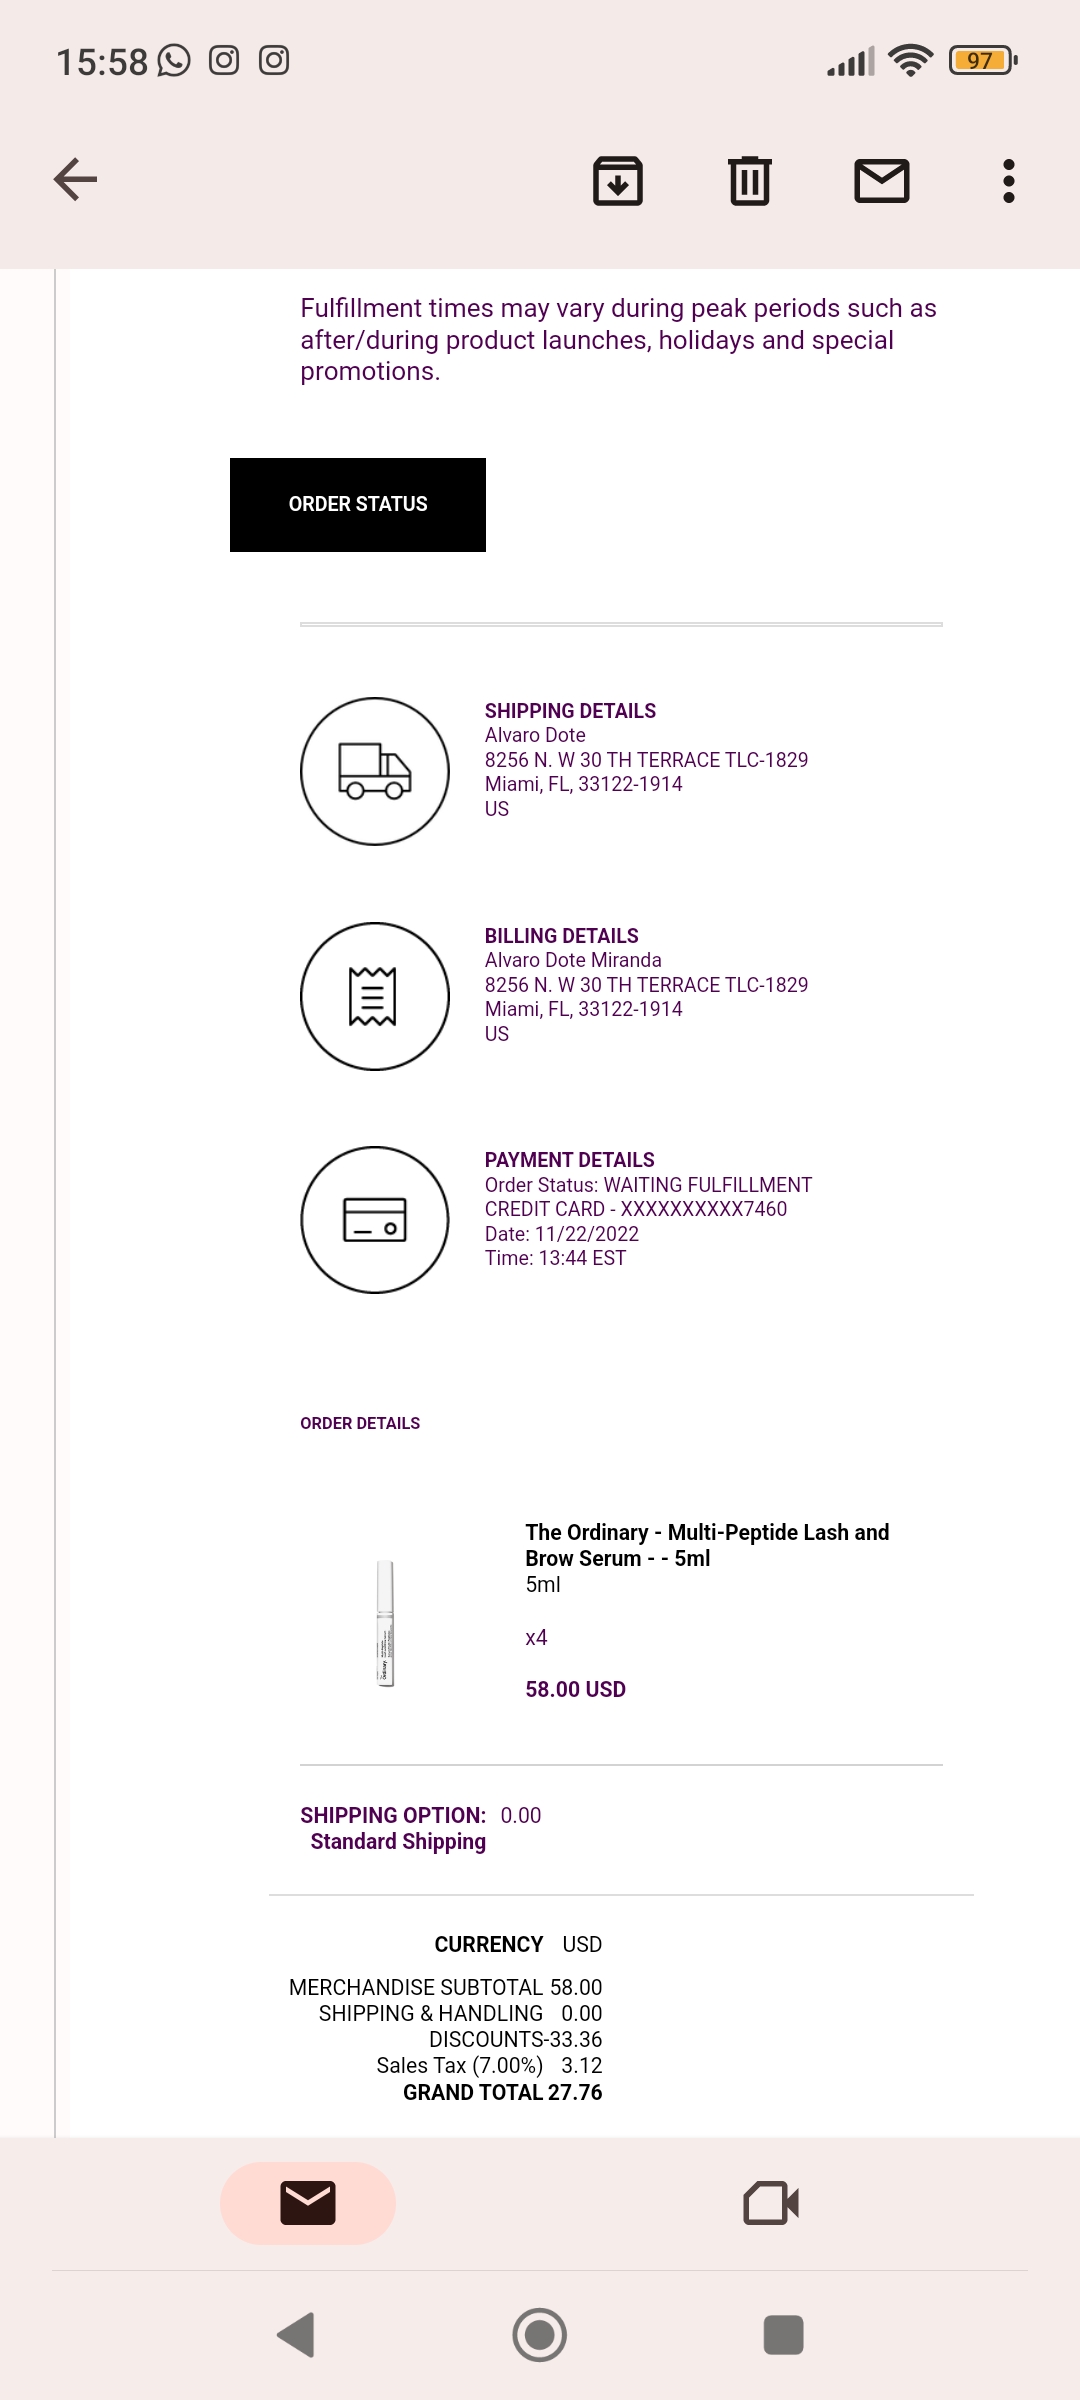 15:58
97
Fulfillment times may vary during peak periods such as
after/during product launches, holidays and special
promotions.
ORDER STATUS
SHIPPING DETAILS
Alvaro Dote
8256 N. W 30 TH TERRACE TLC-1829
Miami, FL, 33122-1914
US
BILLING DETAILS
Alvaro Dote Miranda
8256 N. W 30 TH TERRACE TLC-1829
Miami, FL, 33122-1914
US
PAYMENT DETAILS
Order Status: WAITING FULFILLMENT
CREDIT CARD - XXXXXXXXXX7460
Date: 11/22/2022
Time: 13:44 EST
ORDER DETAILS
The Ordinary - Multi-Peptide Lash and
Brow Serum - - 5ml
5ml
Ordinary.
x4
58.00 USD
SHIPPING OPTION: 0.00
Standard Shipping
CURRENCY USD
MERCHANDISE SUBTOTAL 58.00
SHIPPING & HANDLING 0.00
DISCOUNTS-33.36
Sales Tax (7.00%) 3.12
GRAND TOTAL 27.76